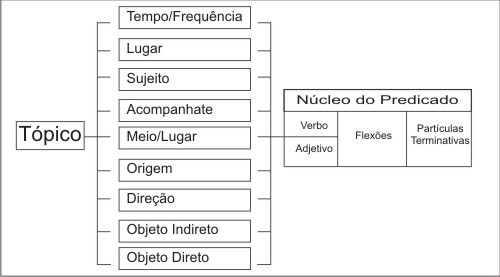 Tópico
Tempo/Frequência
Lugar
Sujeito
Acompanhate
Meio/Lugar
Origem
Direção
Objeto Indireto
Objeto Direto
Núcleo do Predicado
Verbo
Adjetivo
Flexões
Partículas
Terminativas